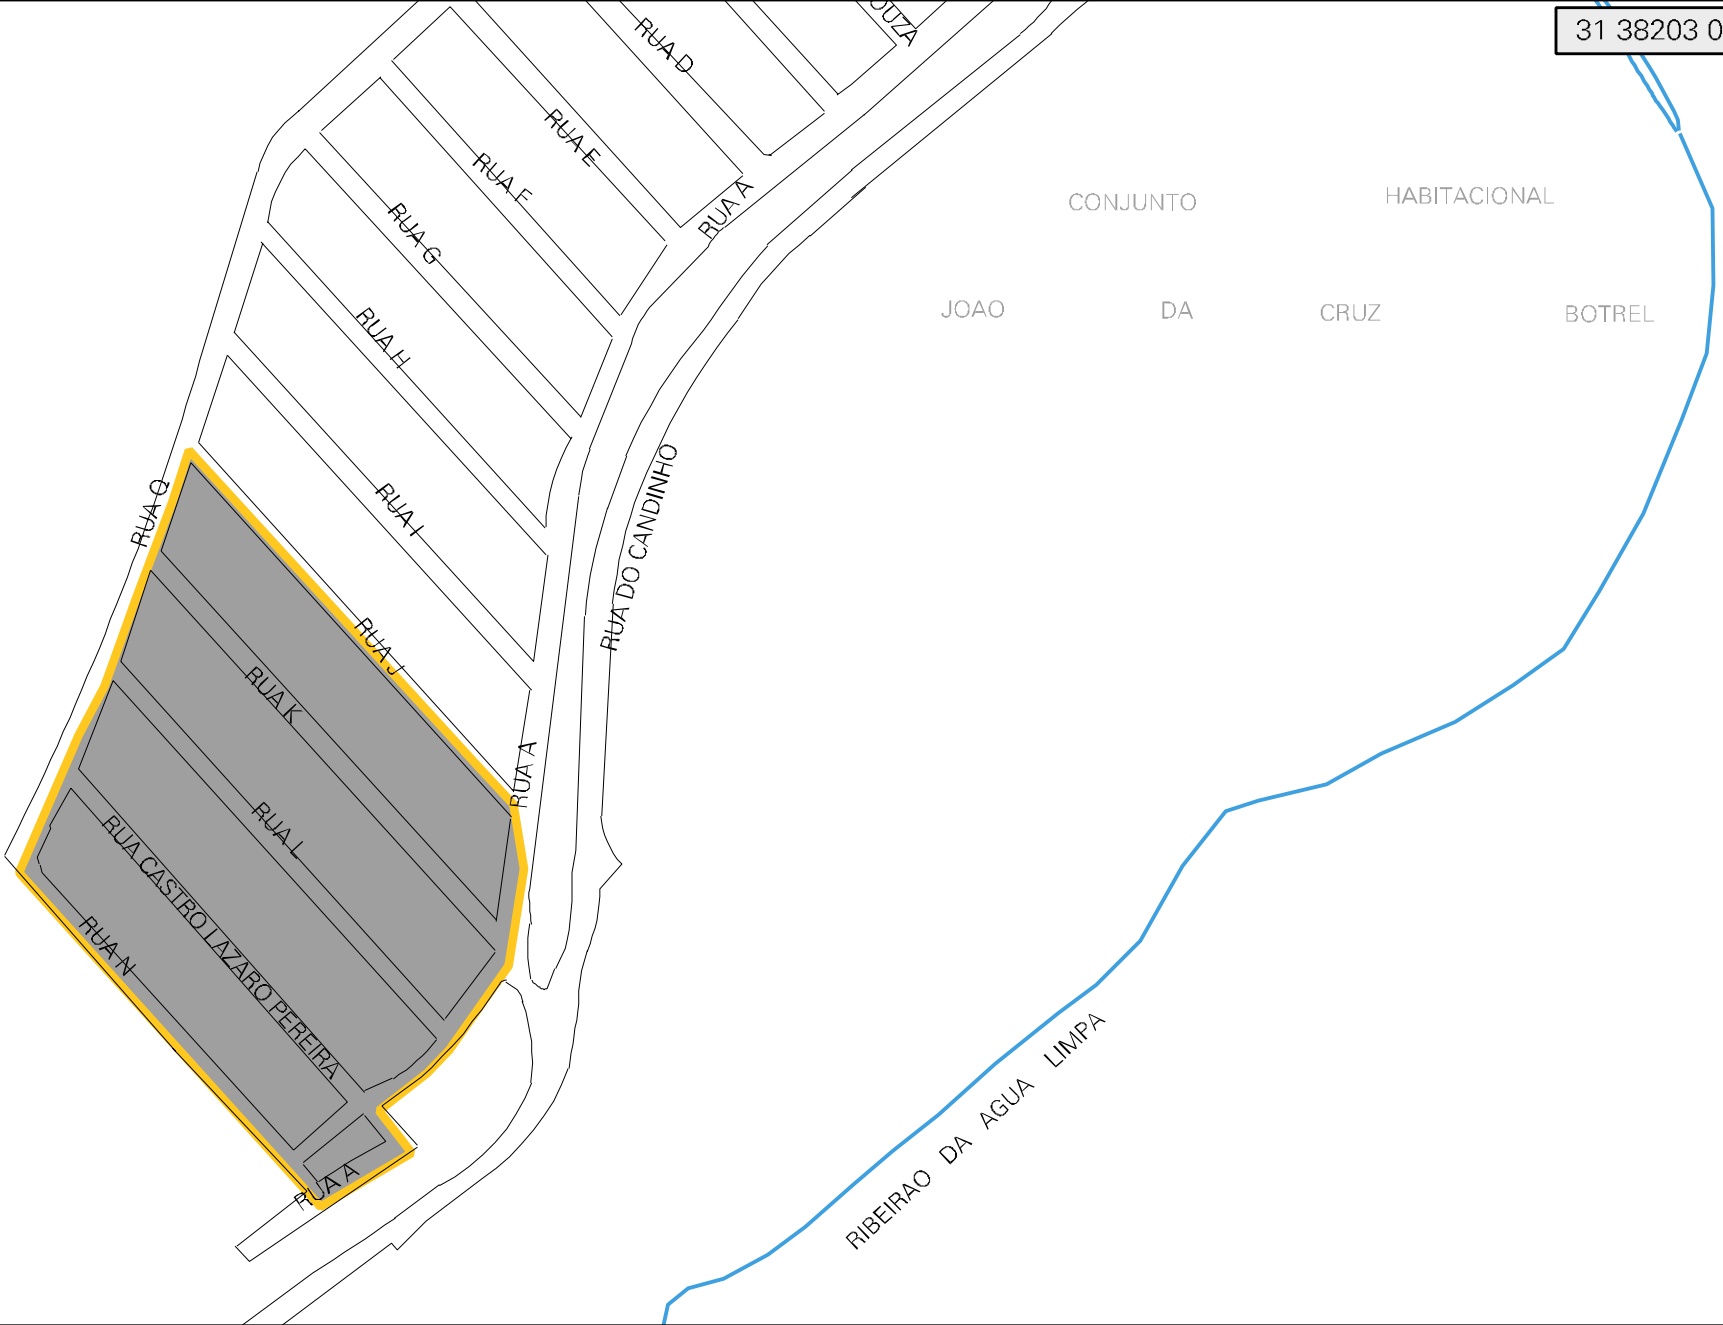 OUZA
31 38203 0
RUA D
RUA E
RUA F
RUA A
CONJUNTO HABITACIONAL
RUA G
JOAO DA CRUZ BOTREL
RUA H
RUA Q
RUA I
RUA DO CANDINHO
RUA J
RUA K
RUA A
RUA L
RUA CASTRO LAZARO PEREIRA
RUA N
RIBEIRAO DA AGUA LIMPA
RUA A